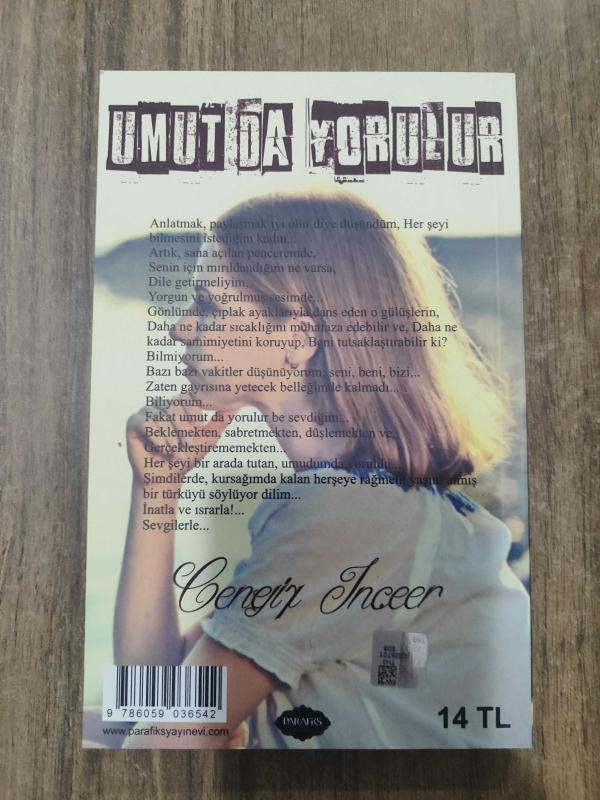 UMUT DA YORULUR
Anlatmak, paylaşmak iyi olur diye düşündüm, Her şeyi
bilmesini istediğim kadın...
Artık, sana açılan penceremde,
Senin için mırıldandığım ne varsa,
Dile getirmeliyim,
Yorgun ve yoğrulmuş sesimde...
Gönlümde, çıplak ayaklarıyla dans eden o gülüşlerin,
Daha ne kadar sıcaklığını muhafaza edebilir ve, Daha ne
kadar samimiyetini koruyup, Beni tutsaklaştırabilir ki?
Bilmiyorum...
Bazı bazı vakitler düşünüyorum; seni, beni, bizi...
Zaten gayrısına yetecek belleğimde kalmadı...
Biliyorum...
Fakat umut da yorulur be sevdiğim...
Beklemekten, sabretmekten, düşlemekten ve,
Gerçekleştirememekten...
Her şeyi bir arada tutan, umudumda yoruldu...
Şimdilerde, kursağımda kalan herşeye rağmen, yasını almış
bir türküyü söylüyor dilim...
İnatla ve ısrarla!...
Sevgilerle...
Cengiz İnceer
9 786059 036542
www.parafiksyayinevi.com
PARAFİKS
14 TL